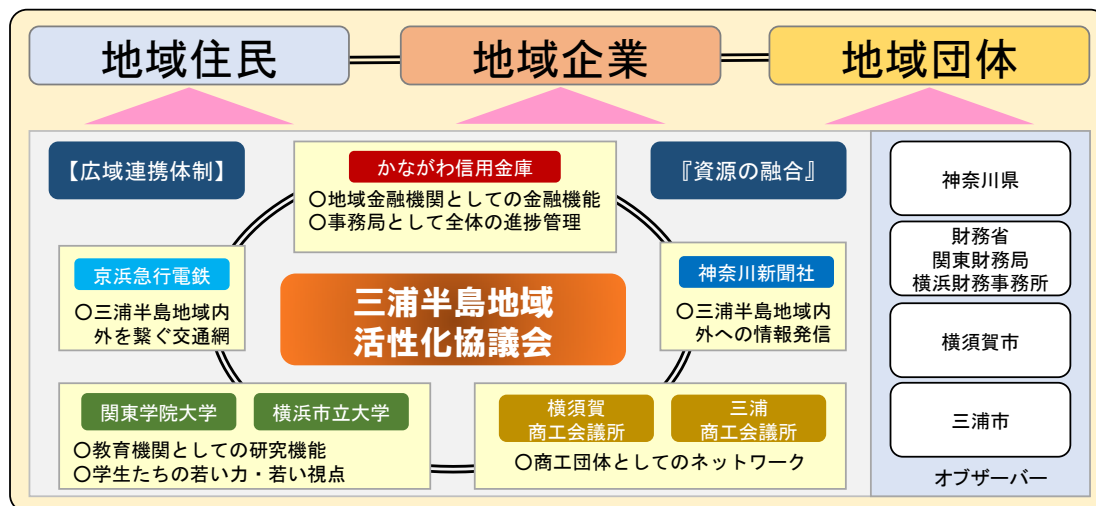 地域住民
地域企業
地域団体
【広域連携体制】
かながわ信用金庫
〇地域金融機関としての金融機能
〇事務局として全体の進捗管理
『資源の融合』
京浜急行電鉄
〇三浦半島地域内
外を繋ぐ交通網
三浦半島地域
活性化協議会
神奈川新聞社
〇三浦半島地域内
外への情報発信
関東学院大学
横浜市立大学
〇教育機関としての研究機能
〇学生たちの若い力・若い視点
横須賀
商工会議所
三浦
商工会議所
〇商工団体としてのネットワーク
神奈川県
財務省
関東財務局
横浜財務事務所
横須賀市
三浦市
オブザーバー